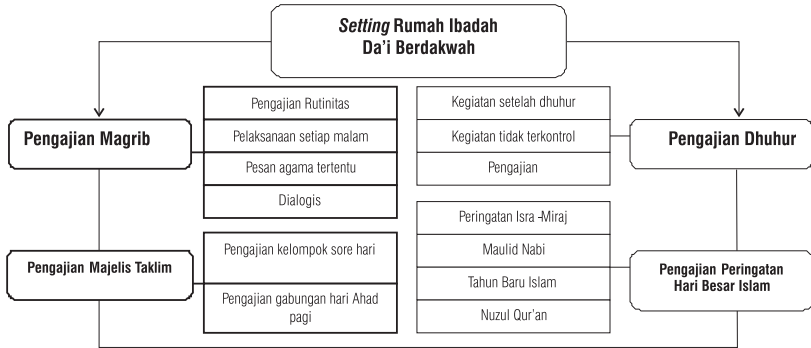 Setting Rumah Ibadah
Da'i Berdakwah
Pengajian Magrib
Pengajian Rutinitas
Pelaksanaan setiap malam
Pesan agama tertentu
Dialogis
Kegiatan setelah dhuhur
Kegiatan tidak terkontrol
Pengajian
Pengajian Dhuhur
Pengajian Majelis Taklim
Pengajian kelompok sore hari
Pengajian gabungan hari Ahad
pagi
Peringatan Isra -Miraj
Maulid Nabi
Tahun Baru Islam
Nuzul Qur'an
Pengajian Peringatan
Hari Besar Islam